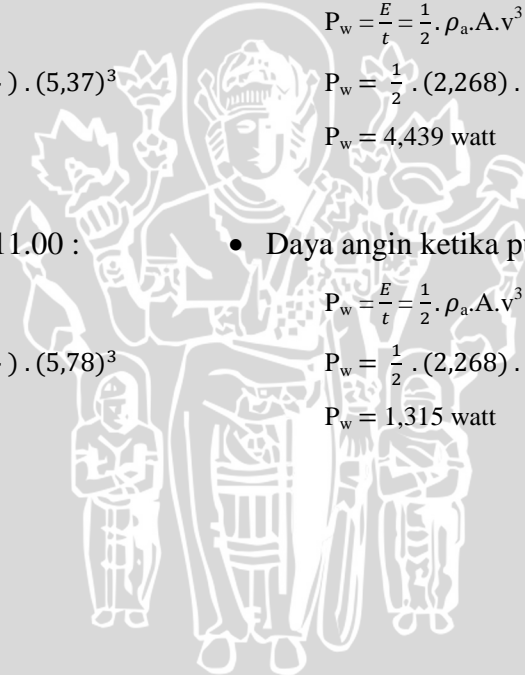 ) . (5,37)³
11.00 :
) . (5,78)³
P_w = E/t = 1/2 . ρ_a.A.v³
P_w = 1/2 . (2,268) .
P_w = 4,439 watt
• Daya angin ketika
P_w = E/t = 1/2 . ρ_a.A.v³
P_w = 1/2 . (2,268) .
P_w = 1,315 watt